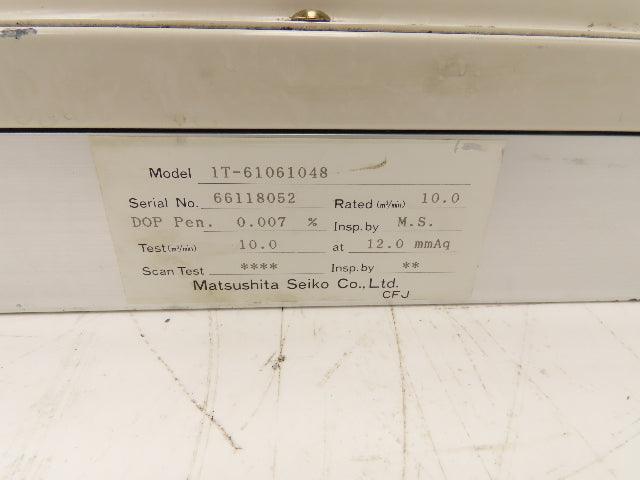 Model 1T-61061048
Serial No. 66118052 Rated (m³/min) 10.0
DOP Pen. 0.007 % Insp.by M.S.
Test (m³/min) 10.0 at 12.0 mmAq
Scan Test **** Insp.by **
Matsushita Seiko Co., Ltd.
CFJ